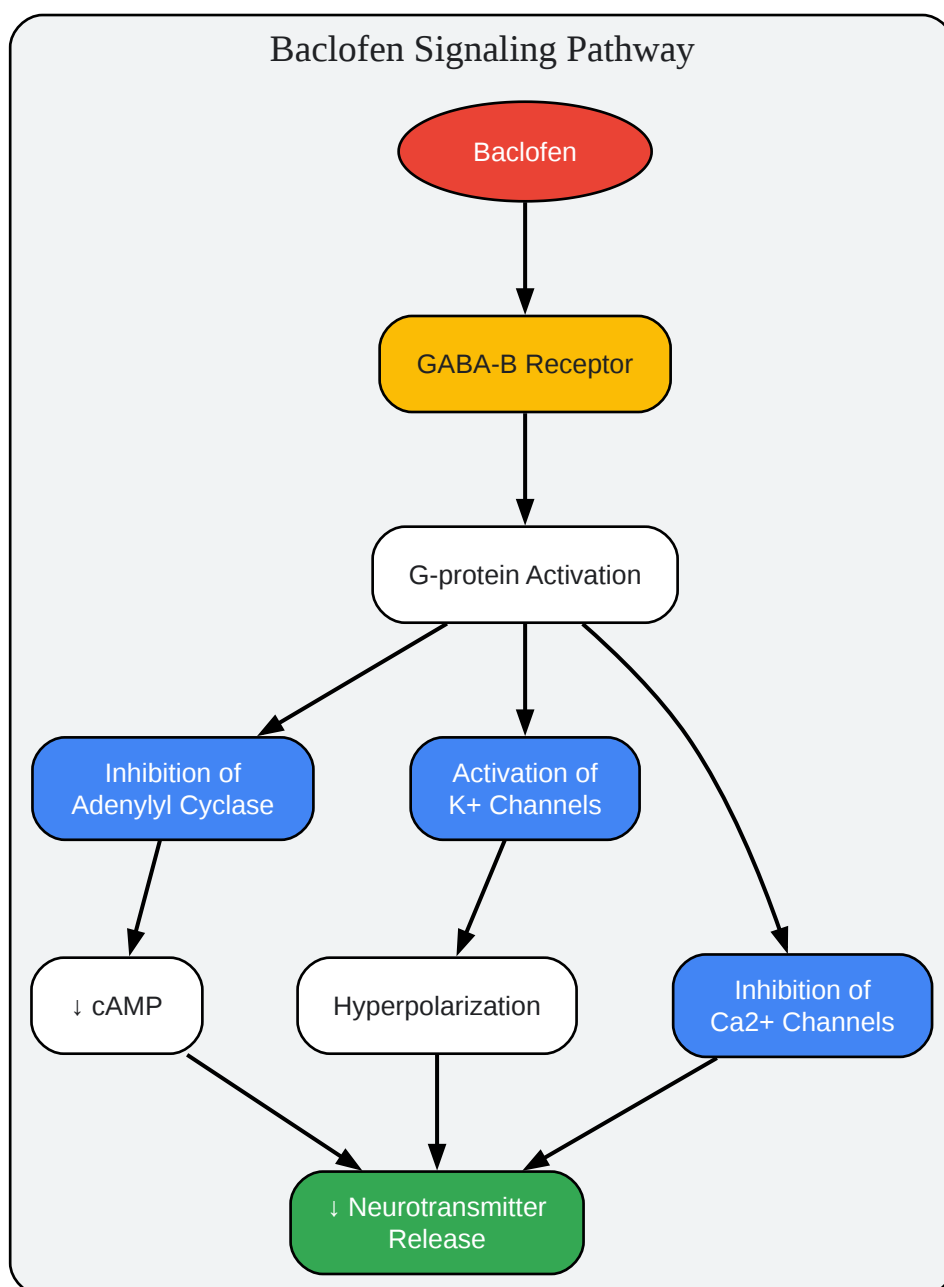 Baclofen Signaling Pathway
Baclofen
GABA-B Receptor
G-protein Activation
Inhibition of
Adenylyl Cyclase
Activation of
K+ Channels
↓ cAMP
Hyperpolarization
Inhibition of
Ca2+ Channels
↓ Neurotransmitter
Release